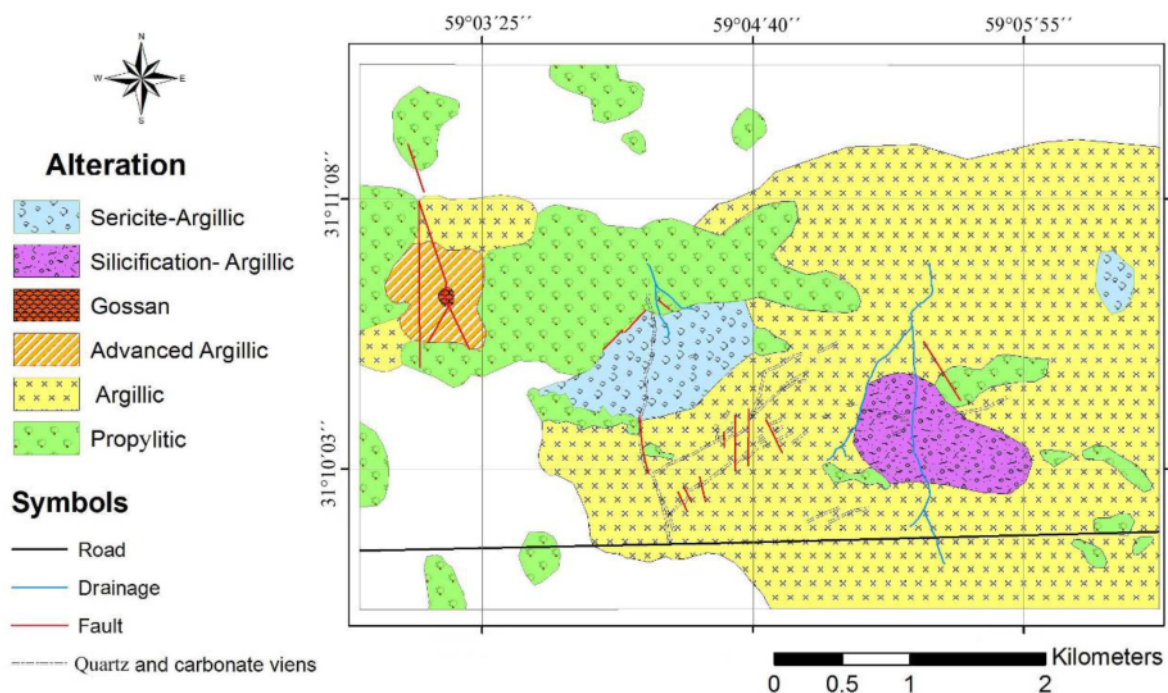 59°03´25´´ 59°04´40´´ 59°05´55´´
N
W E
S
31°11´08´´
31°10´03´´
Alteration
Sericite-Argillic
Silicification- Argillic
Gossan
Advanced Argillic
Argillic
Propylitic
Symbols
Road
Drainage
Fault
Quartz and carbonate viens
Kilometers
0 0.5 1 2